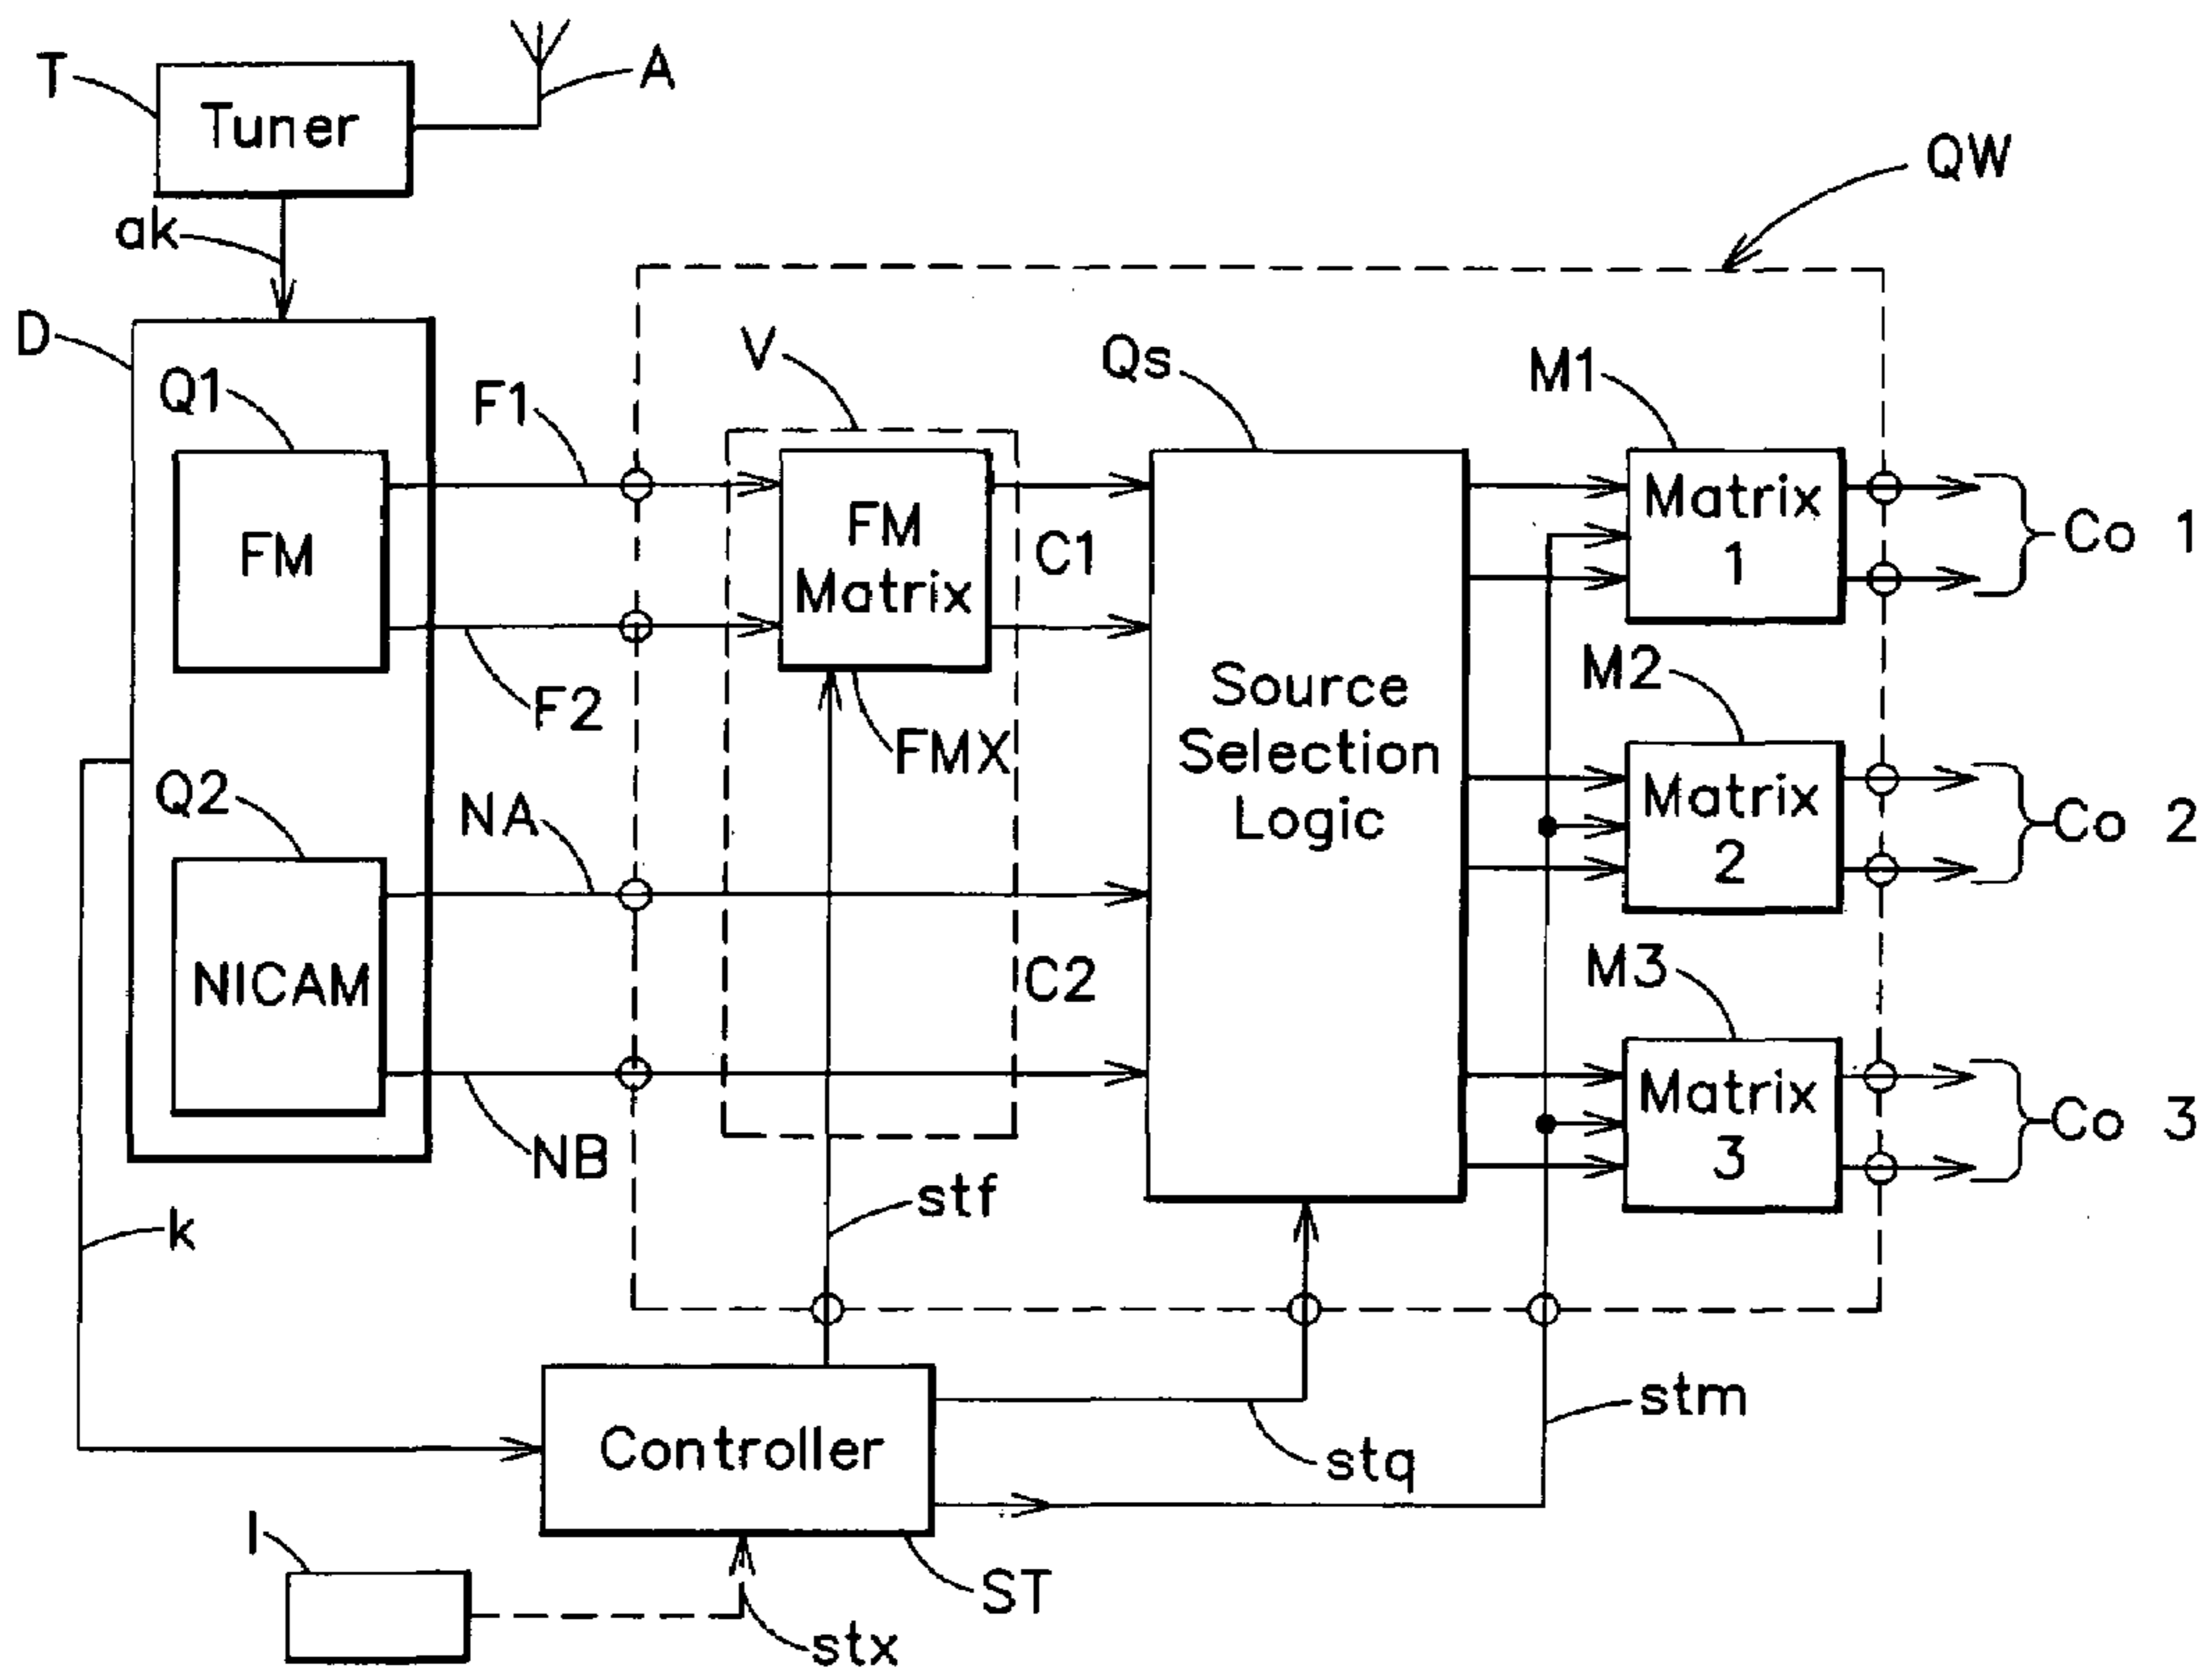 T
Tuner
A
ak
QW
D
Q1
F1
V
Qs
M1
FM
FM
Matrix
C1
Matrix
1
Co 1
F2
FMX
Source
Selection
Logic
M2
Q2
NA
Matrix
2
Co 2
NICAM
C2
M3
NB
Matrix
3
Co 3
k
stf
Controller
stq
stm
I
ST
stx